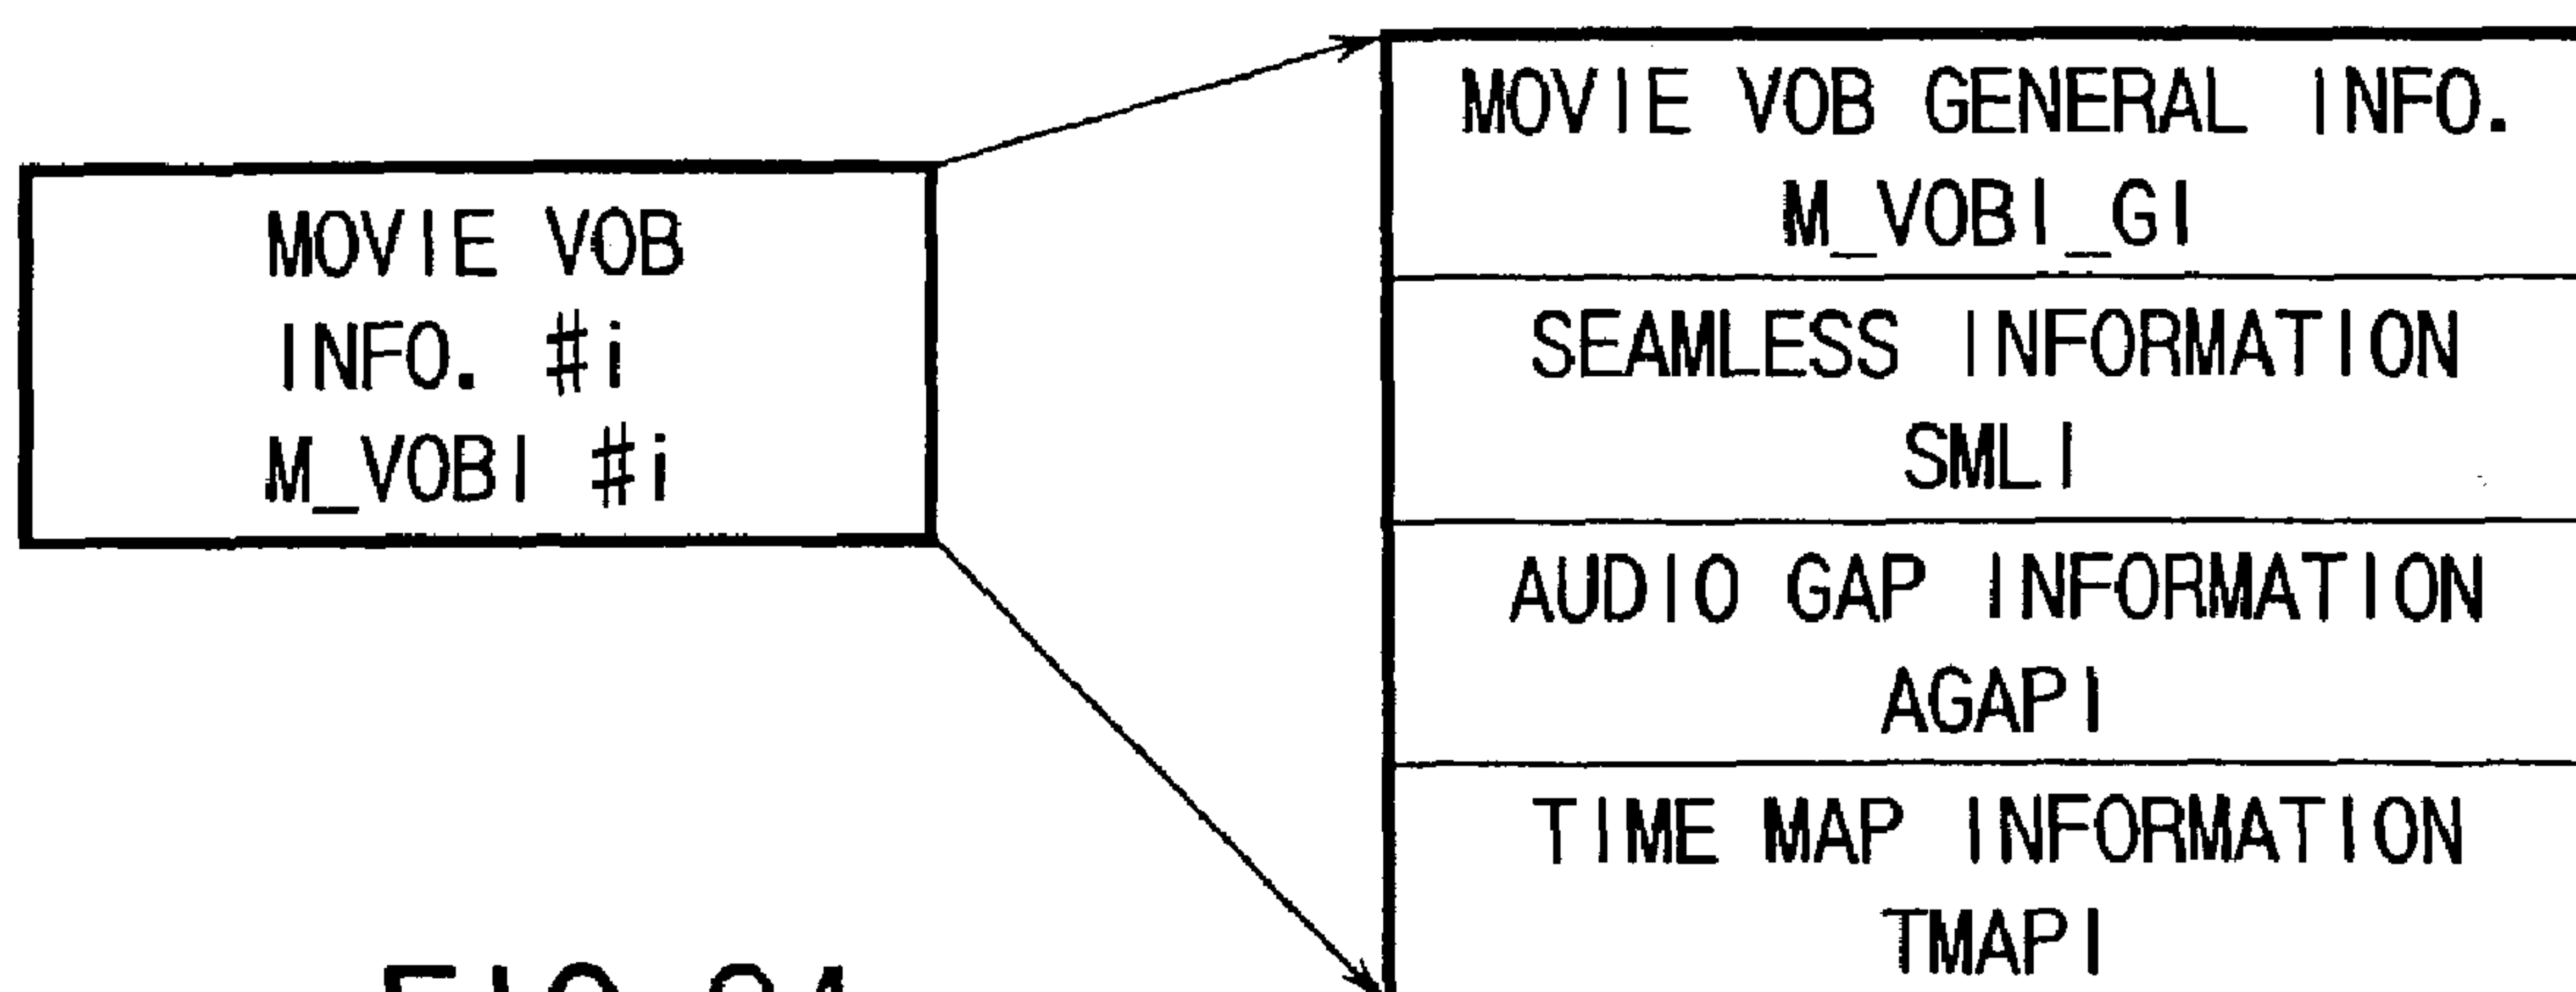 MOVIE VOB
INFO. #i
M_VOBI #i
MOVIE VOB GENERAL INFO.
M_VOBI_GI
SEAMLESS INFORMATION
SMLI
AUDIO GAP INFORMATION
AGAPI
TIME MAP INFORMATION
TMAPI